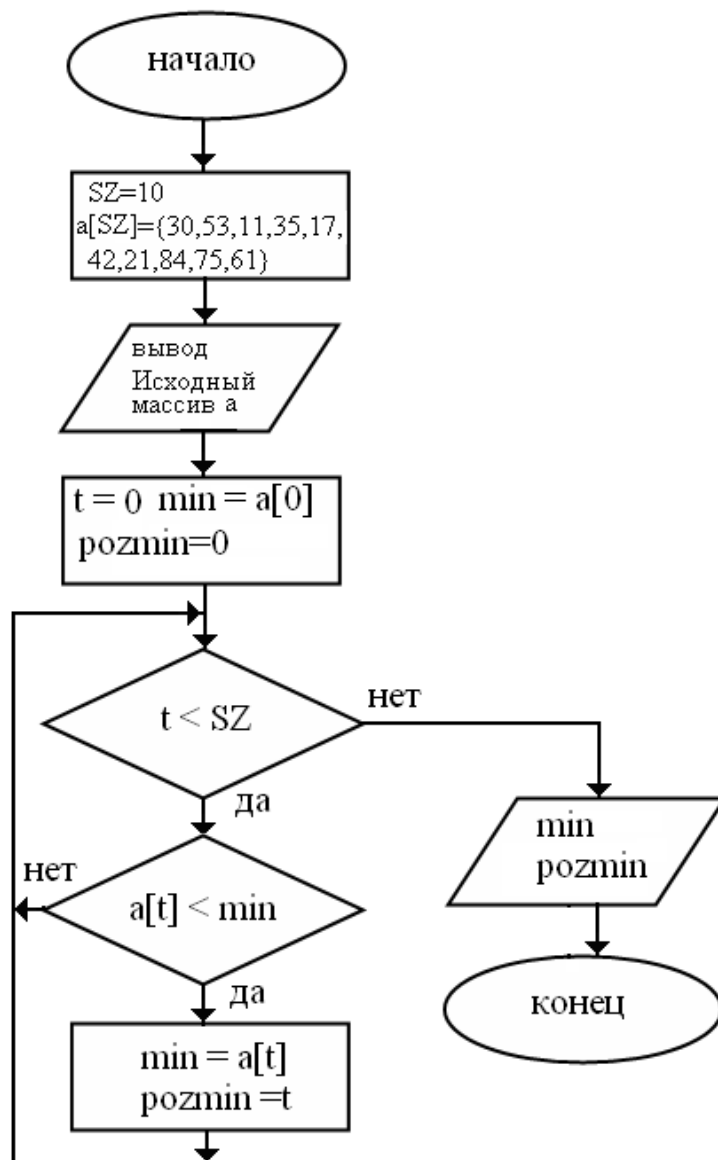 начало
SZ=10
a[SZ]={30,53,11,35,17,
42,21,84,75,61}
вывод
Исходный
массив а
t = 0 min = a[0]
pozmin=0
t < SZ
нет
да
min
pozmin
нет
a[t] < min
да
конец
min = a[t]
pozmin =t